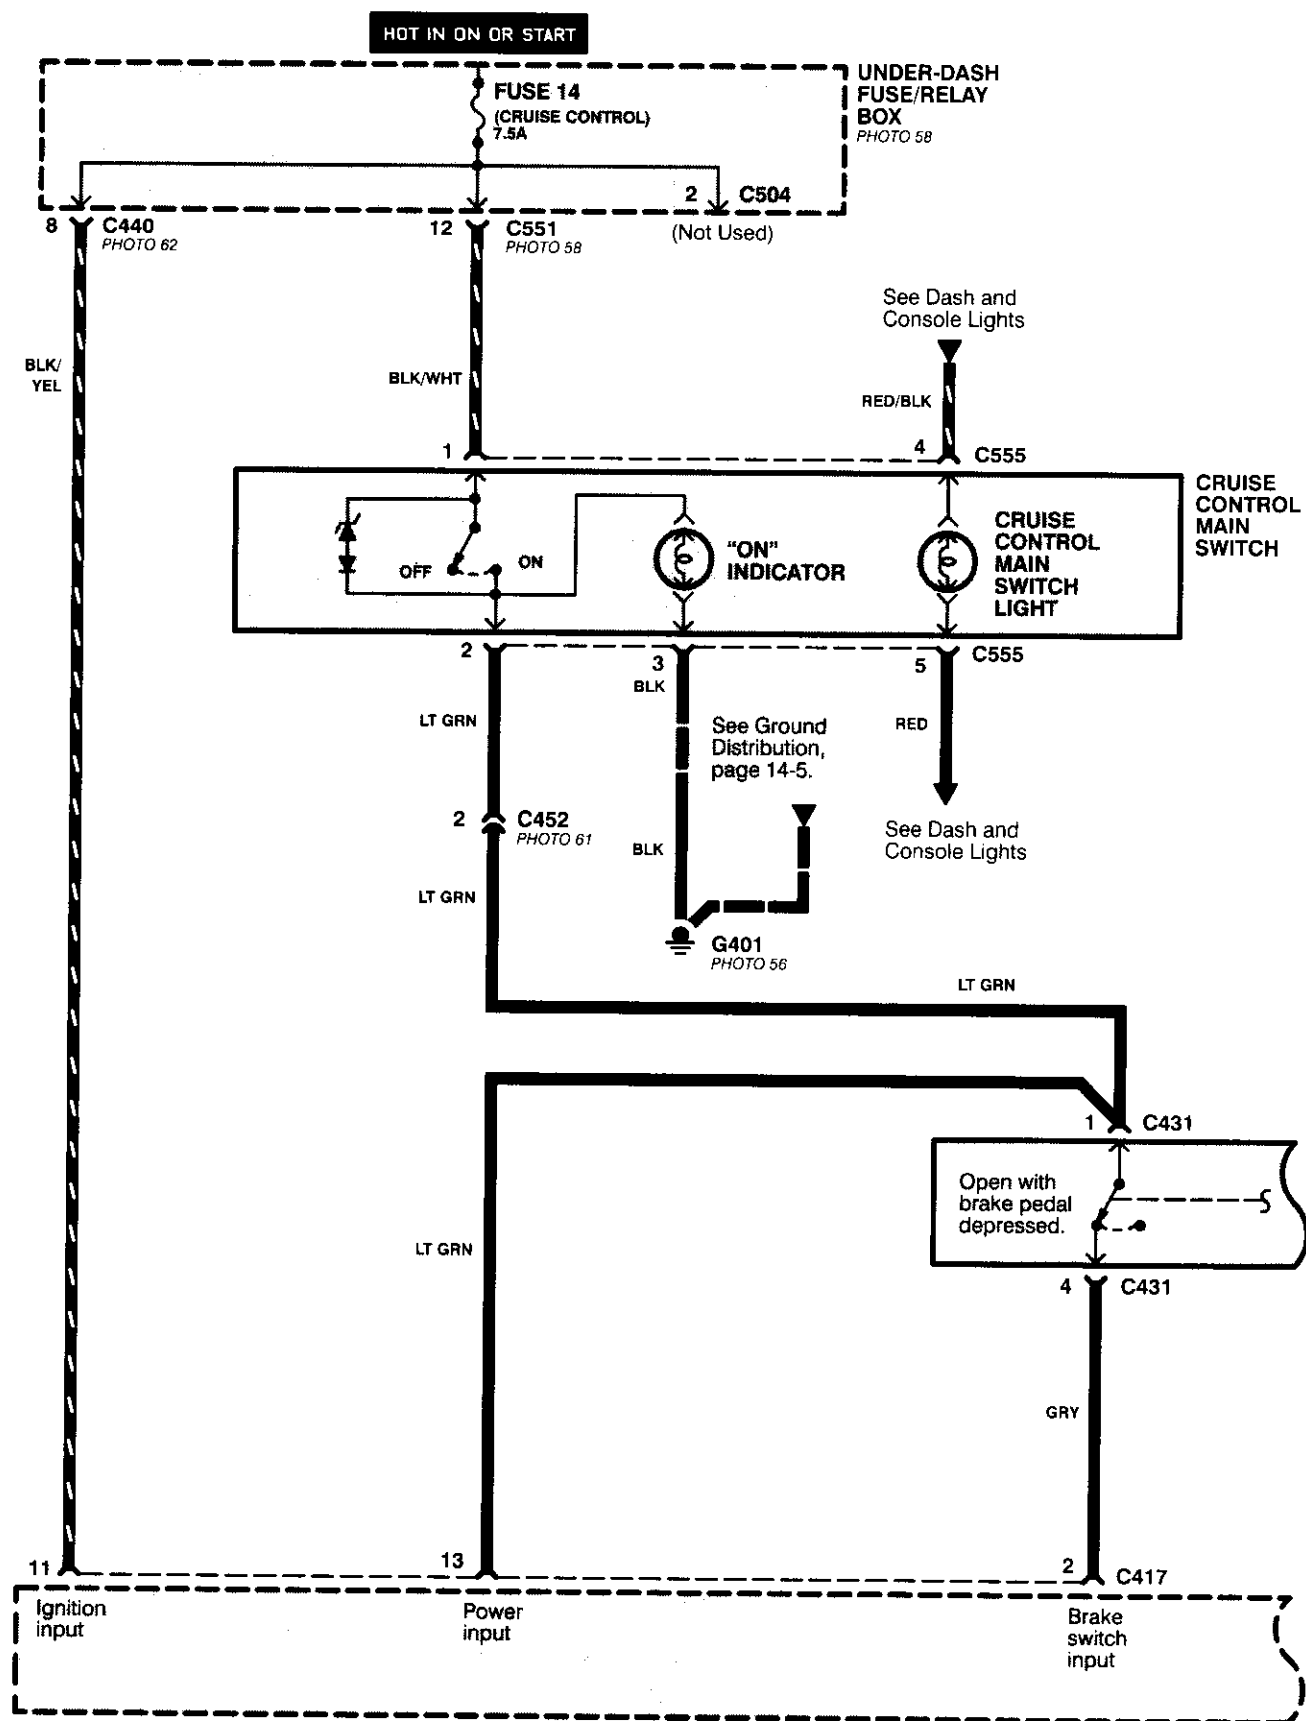 HOT IN ON OR START
UNDER-DASH
FUSE/RELAY
BOX
PHOTO 58
FUSE 14
(CRUISE CONTROL)
7.5A
2 C504
(Not Used)
8 C440
PHOTO 62
12 C551
PHOTO 58
See Dash and
Console Lights
BLK/
YEL
BLK/WHT
RED/BLK
1
4 C555
CRUISE
CONTROL
MAIN
SWITCH
OFF
ON
"ON"
INDICATOR
CRUISE
CONTROL
MAIN
SWITCH
LIGHT
2
3
5 C555
BLK
LT GRN
See Ground
Distribution,
page 14-5.
RED
2 C452
PHOTO 61
BLK
See Dash and
Console Lights
LT GRN
G401
PHOTO 56
LT GRN
1 C431
Open with
brake pedal
depressed.
S
LT GRN
4 C431
GRY
11
13
2 C417
Ignition
input
Power
input
Brake
switch
input